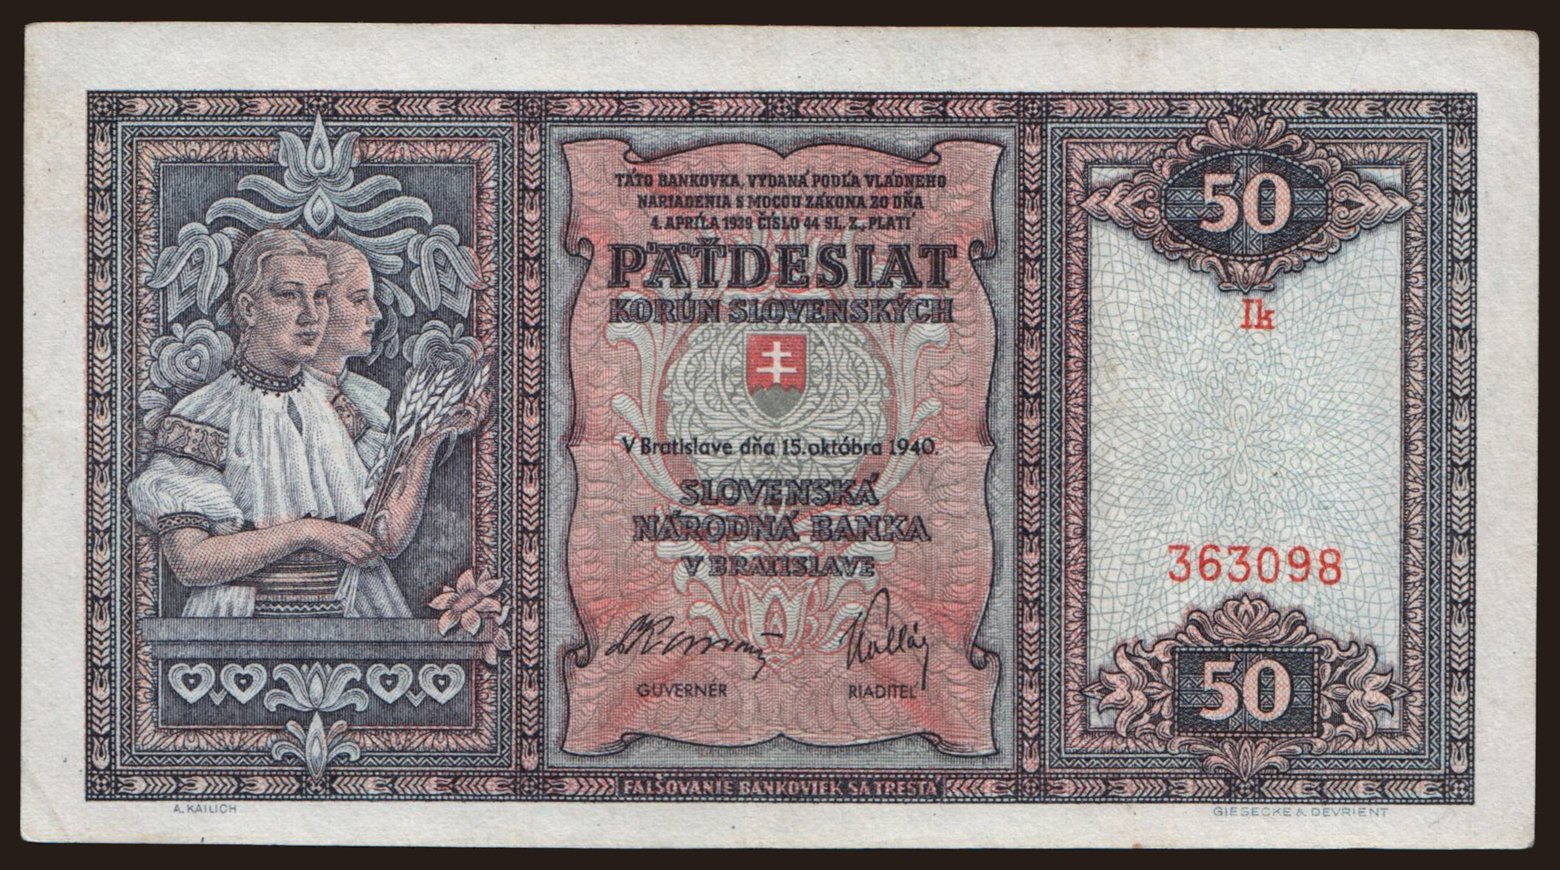 TÁTO BANKOVKA, VYDANÁ PODĽA VLÁDNEHO
NARIADENIA S MOCOU ZÁKONA ZO DŇA
4. APRÍLA 1939 ČÍSLO 44 SL. Z., PLATÍ
PÄŤDESIAT
KORÚN SLOVENSKÝCH
V Bratislave dňa 15. októbra 1940.
SLOVENSKÁ
NÁRODNÁ BANKA
V BRATISLAVE
GUVERNÉR
RIADITEĽ
FALŠOVANIE BANKOVIEK SA TRESTÁ
50
Ik
363098
50
A. KAILICH
GIESECKE & DEVRIENT